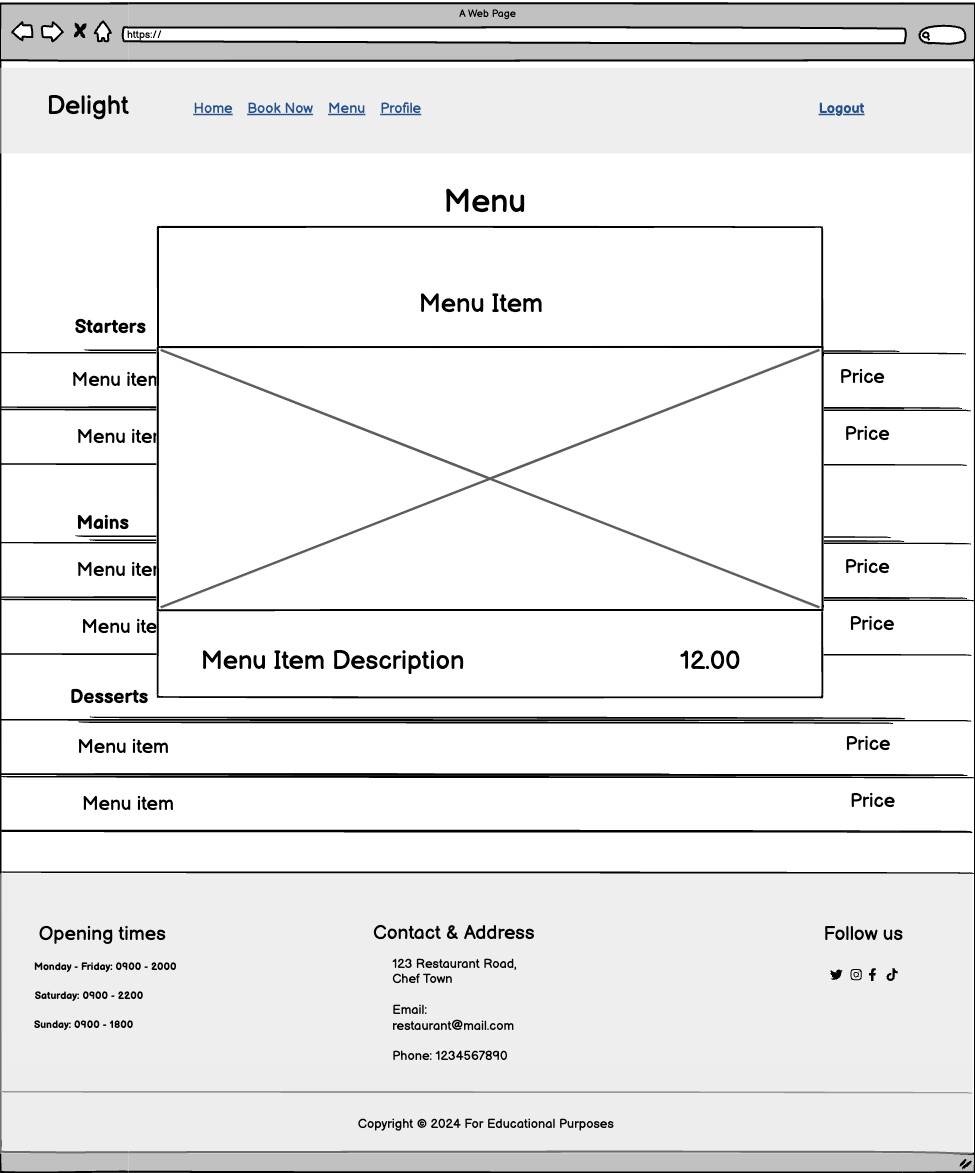 A Web Page
https://
Delight
Home Book Now Menu Profile Logout
Menu
Menu Item
Starters
Menu item Price
Menu iter Price
Mains
Menu iter Price
Menu ite Price
Menu Item Description 12.00
Desserts
Menu item Price
Menu item Price
Opening times
Monday - Friday: 0900 - 2000
Saturday: 0900 - 2200
Sunday: 0900 - 1800
Contact & Address
123 Restaurant Road,
Chef Town
Email:
restaurant@mail.com
Phone: 1234567890
Follow us
Copyright © 2024 For Educational Purposes